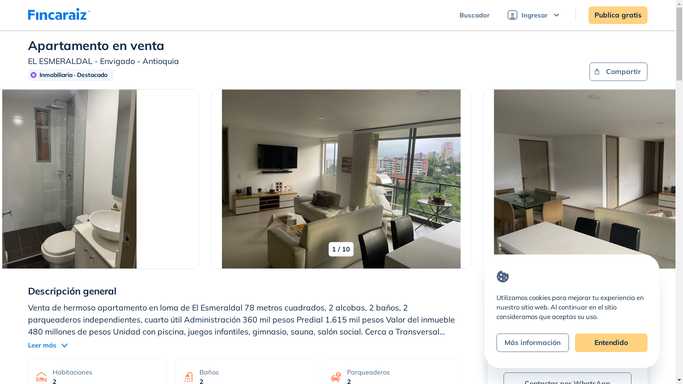 Fincaraiz
Buscador
Ingresar
Publica gratis
Apartamento en venta
EL ESMERALDAL - Envigado - Antioquia
Inmobiliaria · Destacado
Compartir
1 / 10
Descripción general
Venta de hermoso apartamento en loma de El Esmeraldal 78 metros cuadrados, 2 alcobas, 2 baños, 2
parqueaderos independientes, cuarto útil Administración 360 mil pesos Predial 1.615 mil pesos Valor del inmueble
480 millones de pesos Unidad con piscina, juegos infantiles, gimnasio, sauna, salón social. Cerca a Transversal...
Leer más
Habitaciones
2
Baños
2
Parqueaderos
2
Utilizamos cookies para mejorar tu experiencia en
nuestro sitio web. Al continuar en el sitio
consideramos que aceptas su uso.
Más información
Entendido
Contactar por WhatsApp